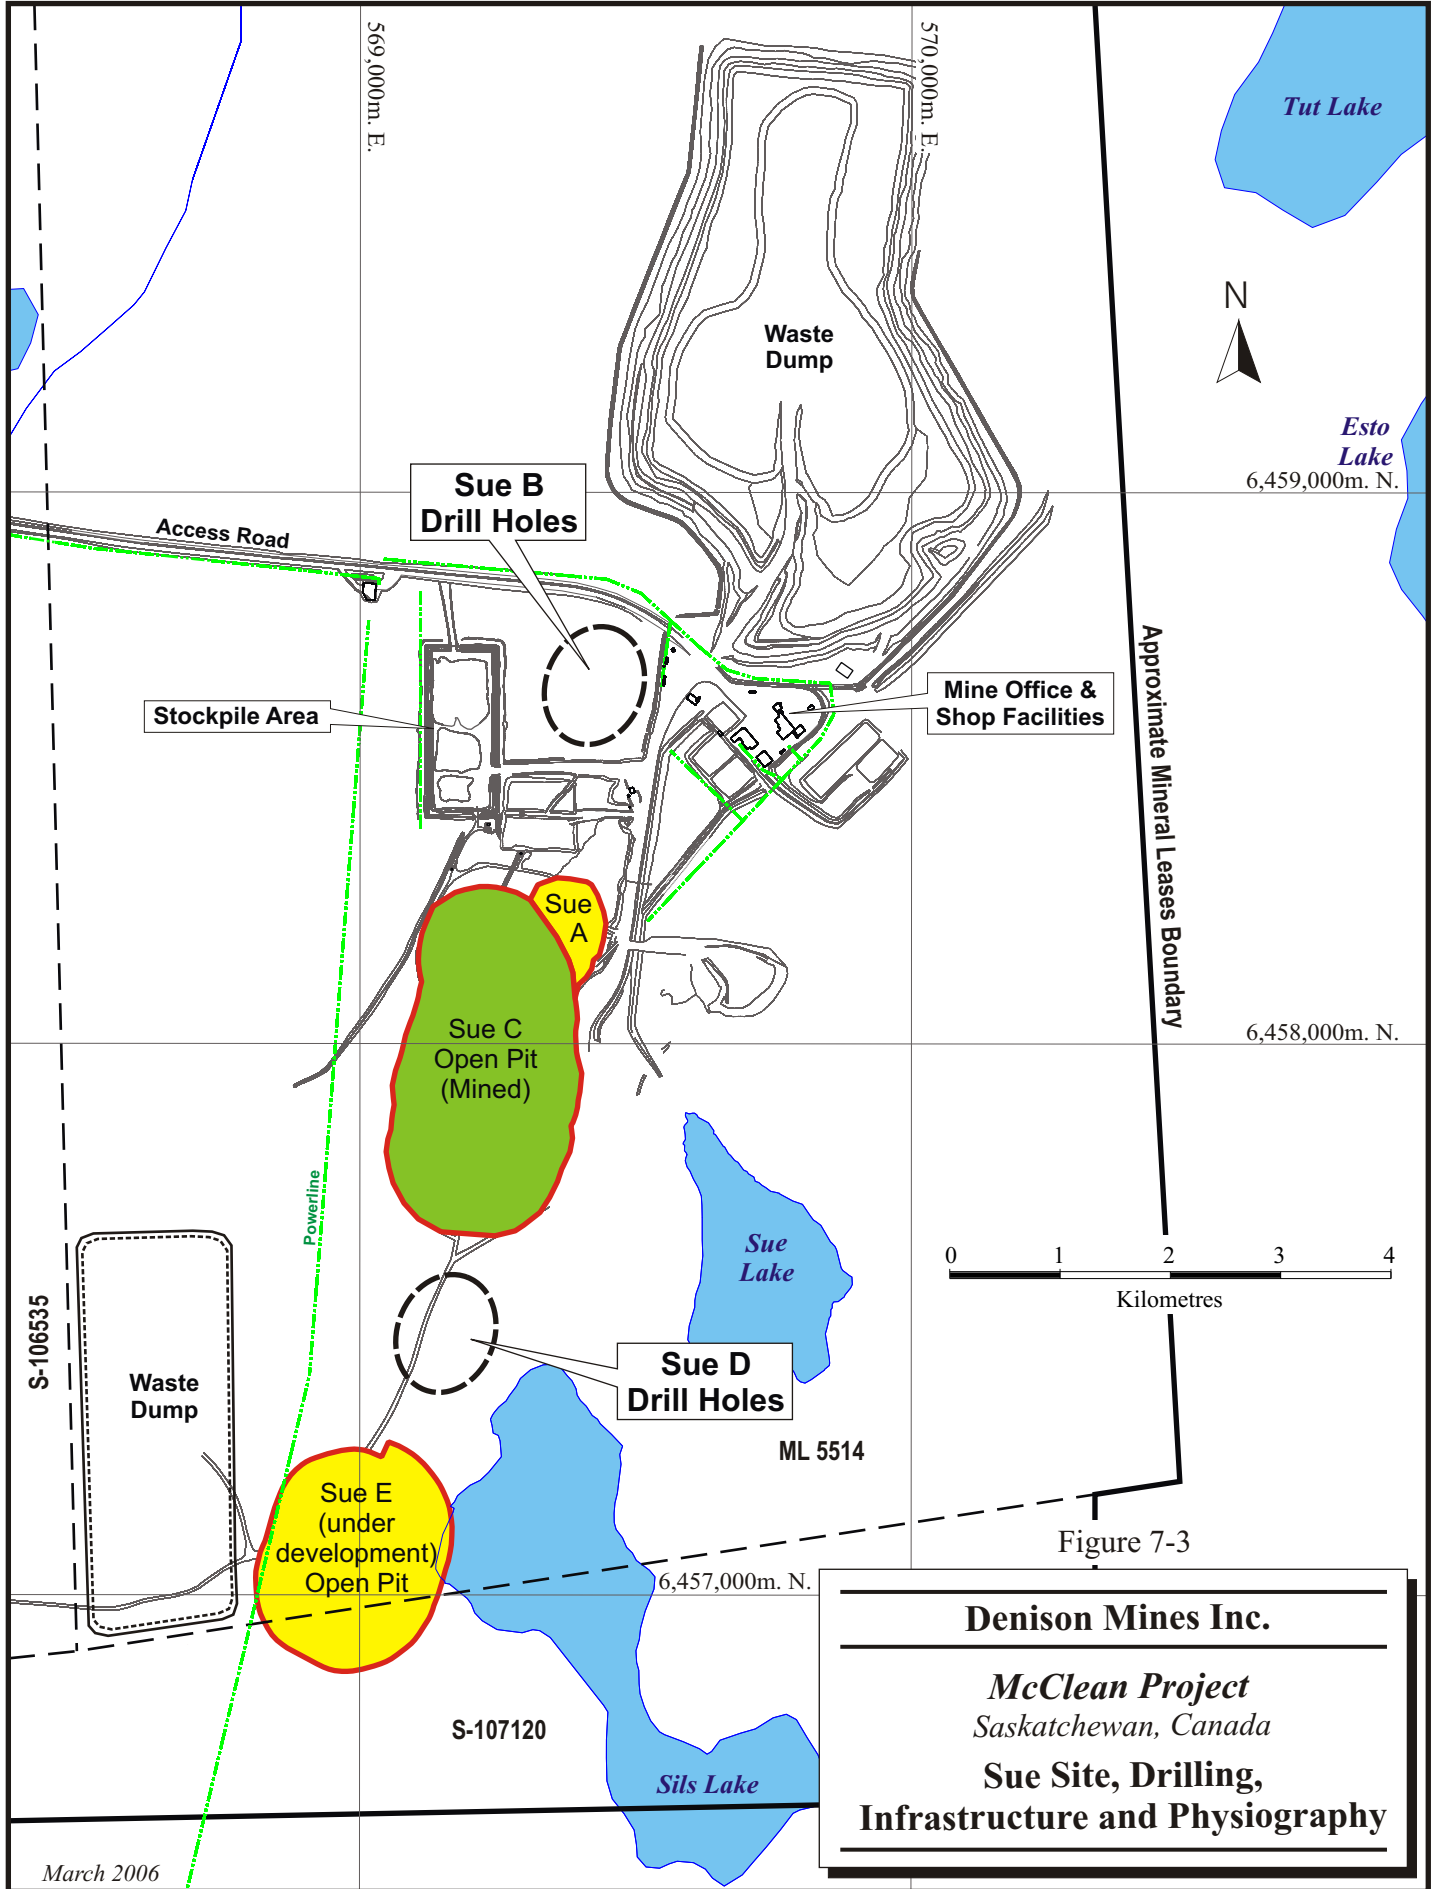 569,000m. E.
570,000m. E.
Tut Lake
N
Waste
Dump
Esto
Lake
6,459,000m. N.
Sue B
Drill Holes
Access Road
Stockpile Area
Mine Office &
Shop Facilities
Approximate Mineral Leases Boundary
Sue
A
Sue C
Open Pit
(Mined)
6,458,000m. N.
Powerline
Sue
Lake
0 1 2 3 4
Kilometres
S-106535
Waste
Dump
Sue D
Drill Holes
ML 5514
Sue E
(under
development)
Open Pit
Figure 7-3
6,457,000m. N.
S-107120
Sils Lake
Denison Mines Inc.
McClean Project
Saskatchewan, Canada
Sue Site, Drilling,
Infrastructure and Physiography
March 2006